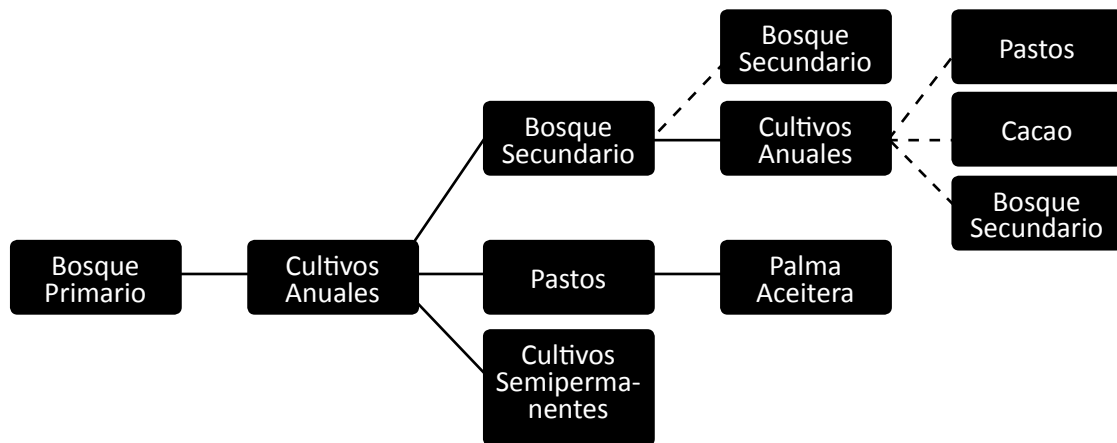 Bosque
Secundario
Pastos
Bosque
Secundario
Cultivos
Anuales
Cacao
Bosque
Secundario
Bosque
Primario
Cultivos
Anuales
Pastos
Palma
Aceitera
Cultivos
Semiperma-
nentes